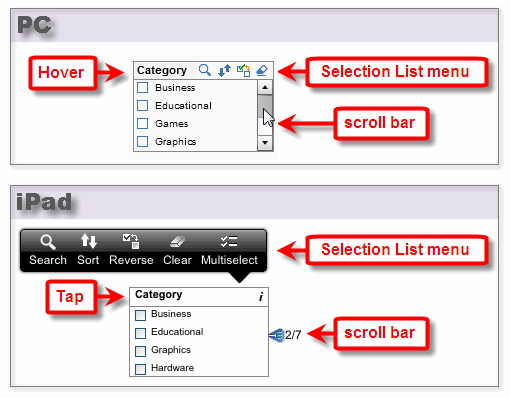 PC
Hover
Category
Selection List menu
Business
Educational
Games
Graphics
scroll bar
iPad
Search Sort Reverse Clear Multiselect
Selection List menu
Tap
Category i
Business
Educational
Graphics
Hardware
2/7
scroll bar